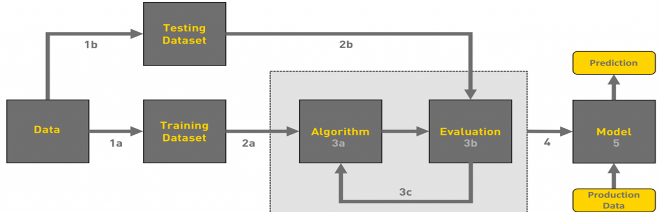 Testing
Dataset
1b
2b
Prediction
Data
1a
Training
Dataset
2a
Algorithm
3a
Evaluation
3b
4
Model
5
3c
Production
Data